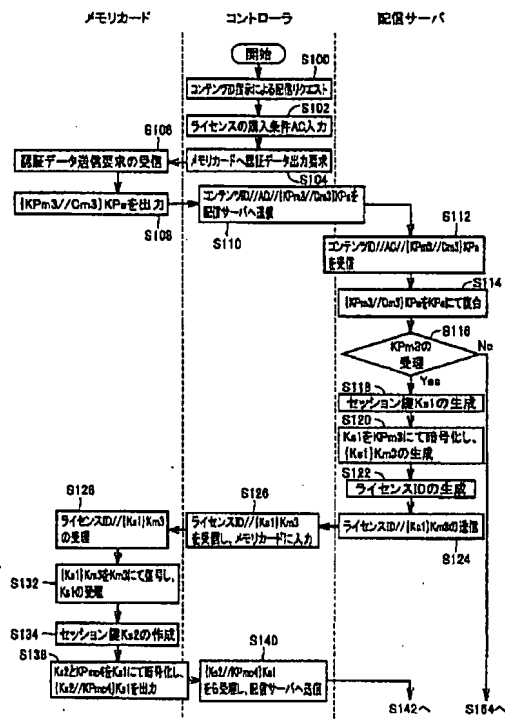 メモリカード
コントローラ
配信サーバ
開始
S100
コンテンツID指示による配信リクエスト
S102
ライセンスの購入条件AC入力
S106
認証データ送信要求の受信
メモリカードへ認証データ出力要求
S104
{KPm3//Cm3}KPaを出力
S108
コンテンツID//AC//{KPm3//Cm3}KPaを
配信サーバへ送信
S110
S112
コンテンツID//AC//{KPm3//Cm3}KPa
を受信
S114
{KPm3//Cm3}KPaをKPaにて復合
S116
KPm3の
受理
No
Yes
S118
セッション鍵Ks1の生成
S120
Ks1をKPm3にて暗号化し、
{Ks1}Km3の生成
S122
ライセンスIDの生成
S128
S126
ライセンスID//{Ks1}Km3
の受理
ライセンスID//{Ks1}Km3
を受信し、メモリカードに入力
ライセンスID//{Ks1}Km3の送信
S124
S132
{Ks1}Km3をKm3にて復号し、
Ks1の受理
S134
セッション鍵Ks2の作成
S138
S140
Ks2とKPmc4をKs1にて暗号化し、
{Ks2//KPmc4}Ks1を出力
{Ks2//KPmc4}Ks1
を受理し、配信サーバへ送信
S142へ
S164へ